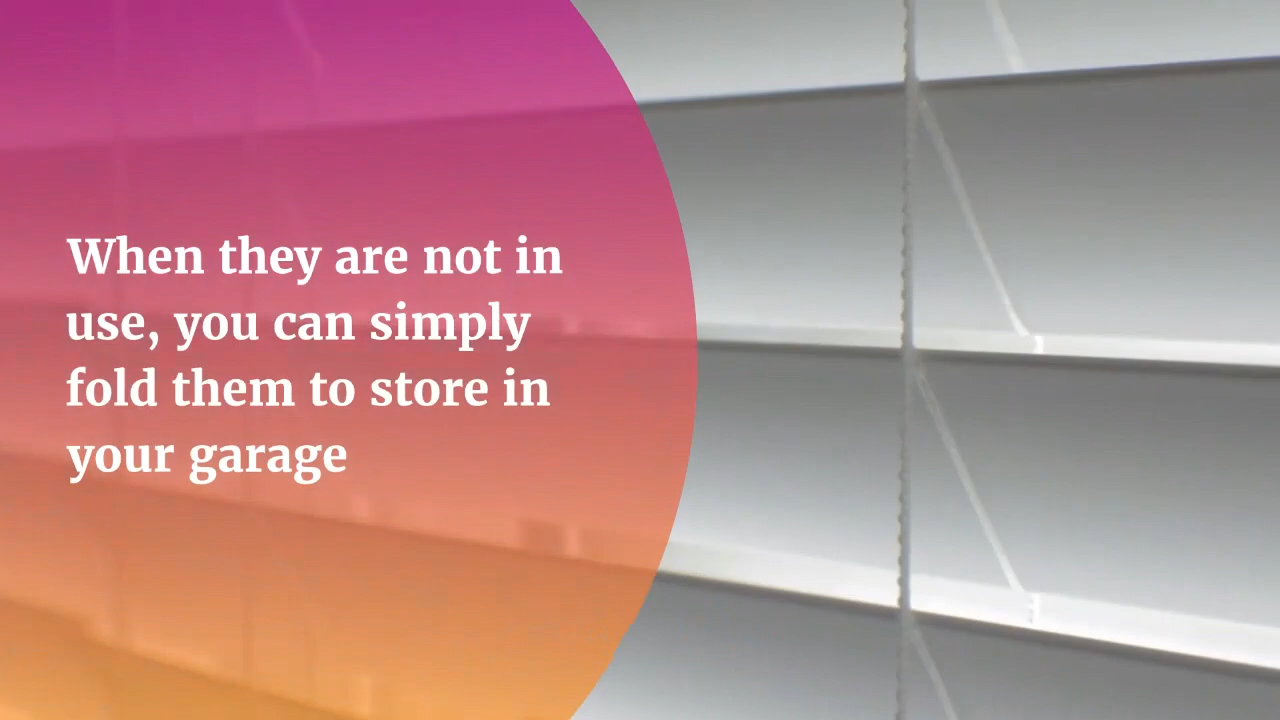 When they are not in
use, you can simply
fold them to store in
your garage